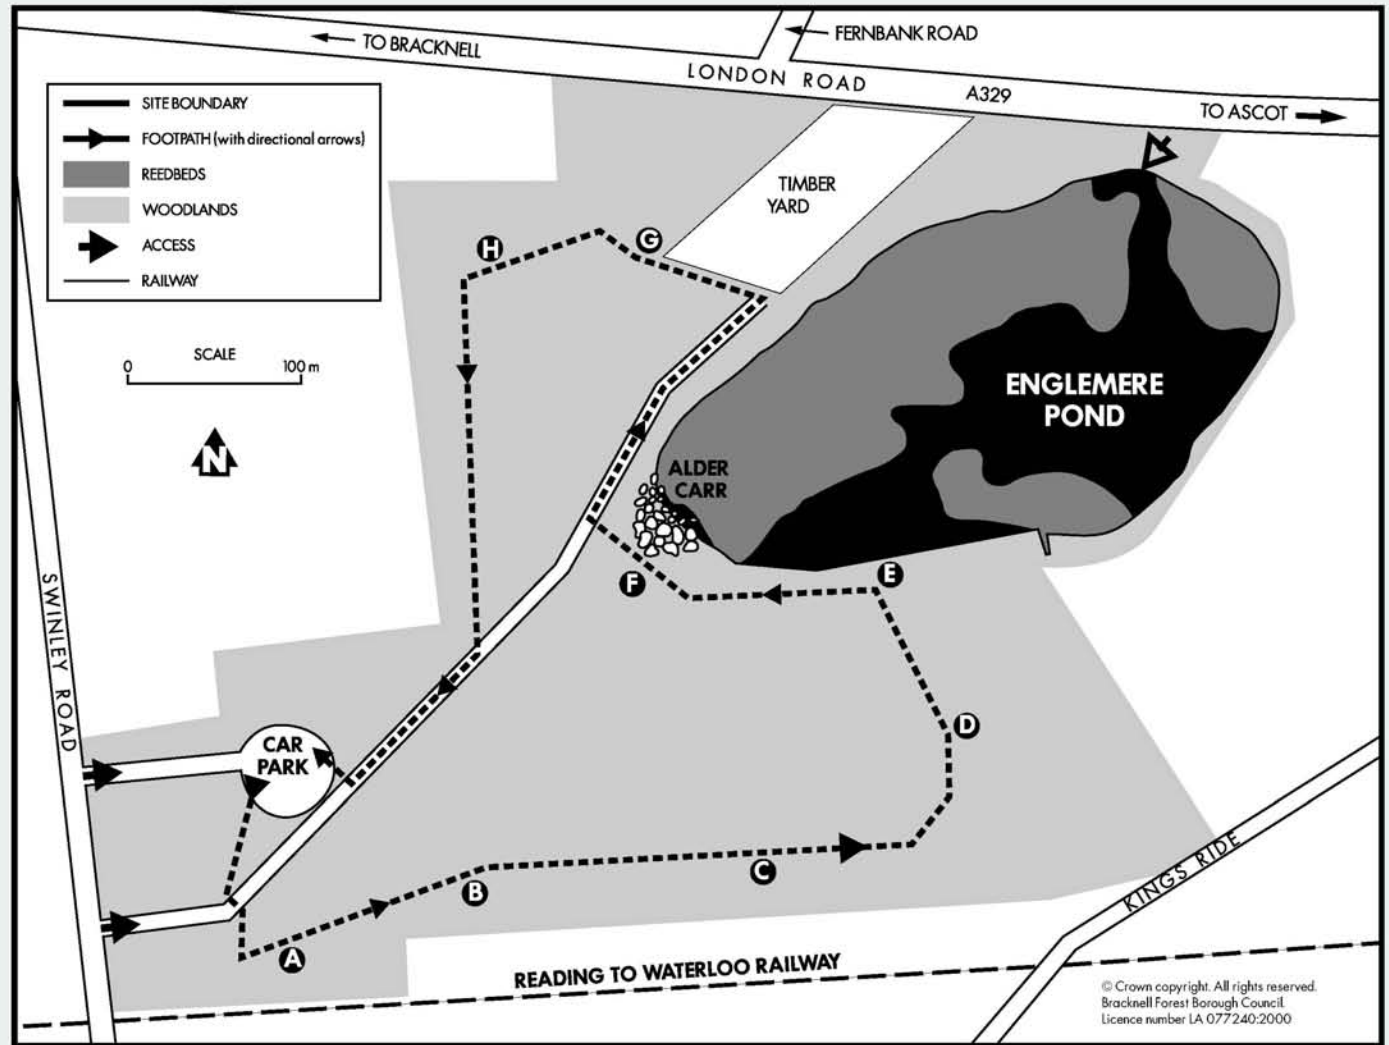 FERNBANK ROAD
TO BRACKNELL
LONDON ROAD
A329
TO ASCOT
SITE BOUNDARY
FOOTPATH (with directional arrows)
REEDBEDS
WOODLANDS
ACCESS
RAILWAY
TIMBER
YARD
H
G
SCALE
0
100 m
N
ENGLEMERE
POND
ALDER
CARR
F
E
SWINLEY ROAD
D
CAR
PARK
C
B
A
KINGS RIDE
READING TO WATERLOO RAILWAY
© Crown copyright. All rights reserved.
Bracknell Forest Borough Council.
Licence number LA 077240:2000